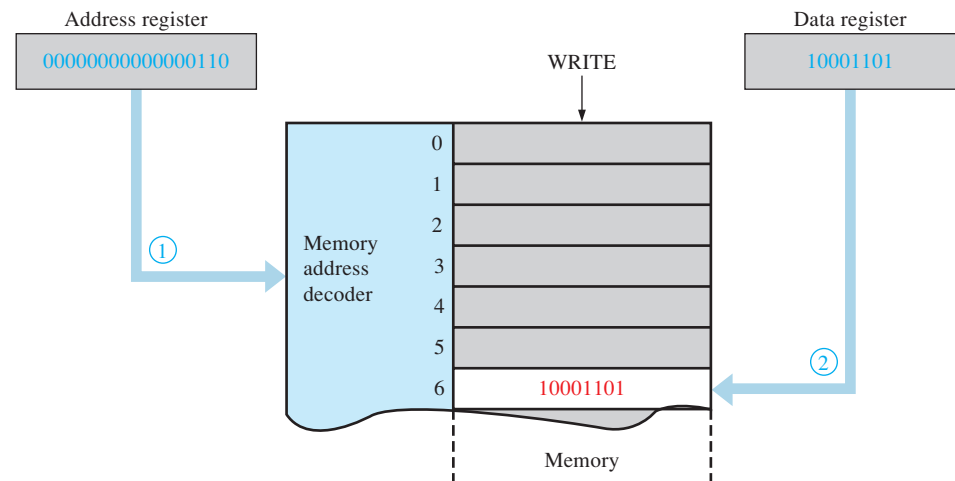 Address register
00000000000000110
Data register
10001101
WRITE
0
1
2
3
4
5
6
Memory
address
decoder
1
2
10001101
Memory